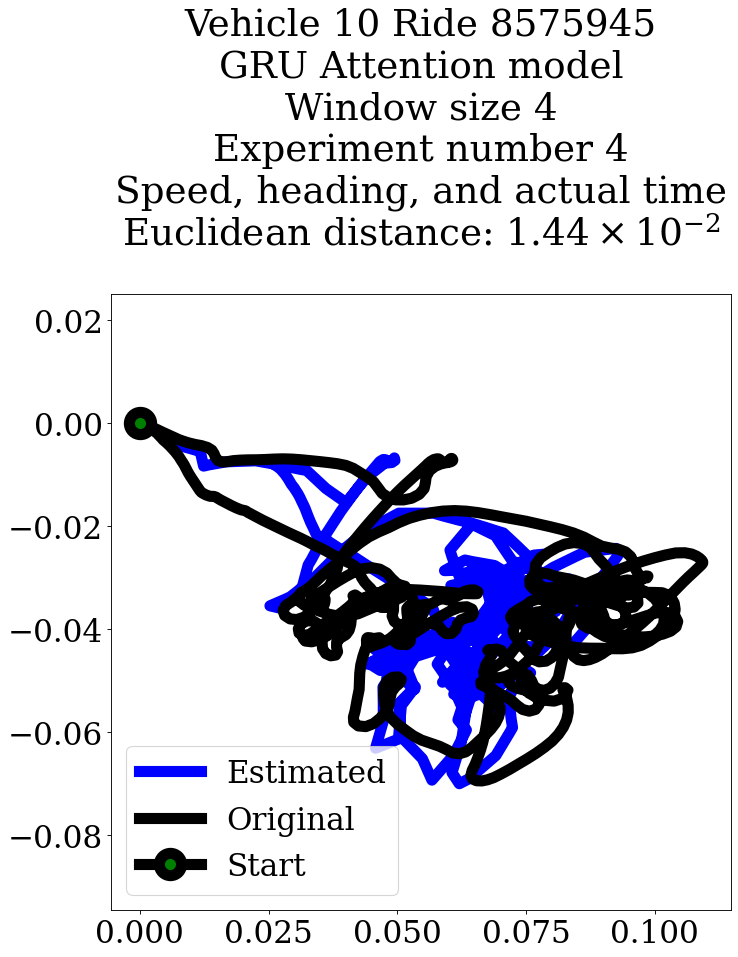 Vehicle 10 Ride 8575945
GRU Attention model
Window size 4
Experiment number 4
Speed, heading, and actual time
Euclidean distance: 1.44 × 10⁻²
0.02
0.00
−0.02
−0.04
−0.06
−0.08
Estimated
Original
Start
0.000 0.025 0.050 0.075 0.100